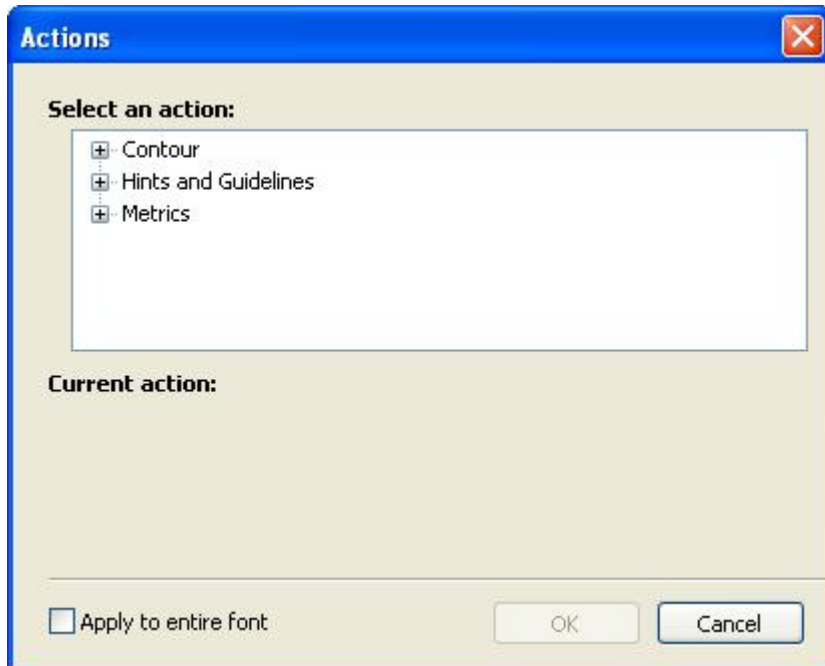 Actions
Select an action:
Contour
Hints and Guidelines
Metrics
Current action:
Apply to entire font
OK
Cancel